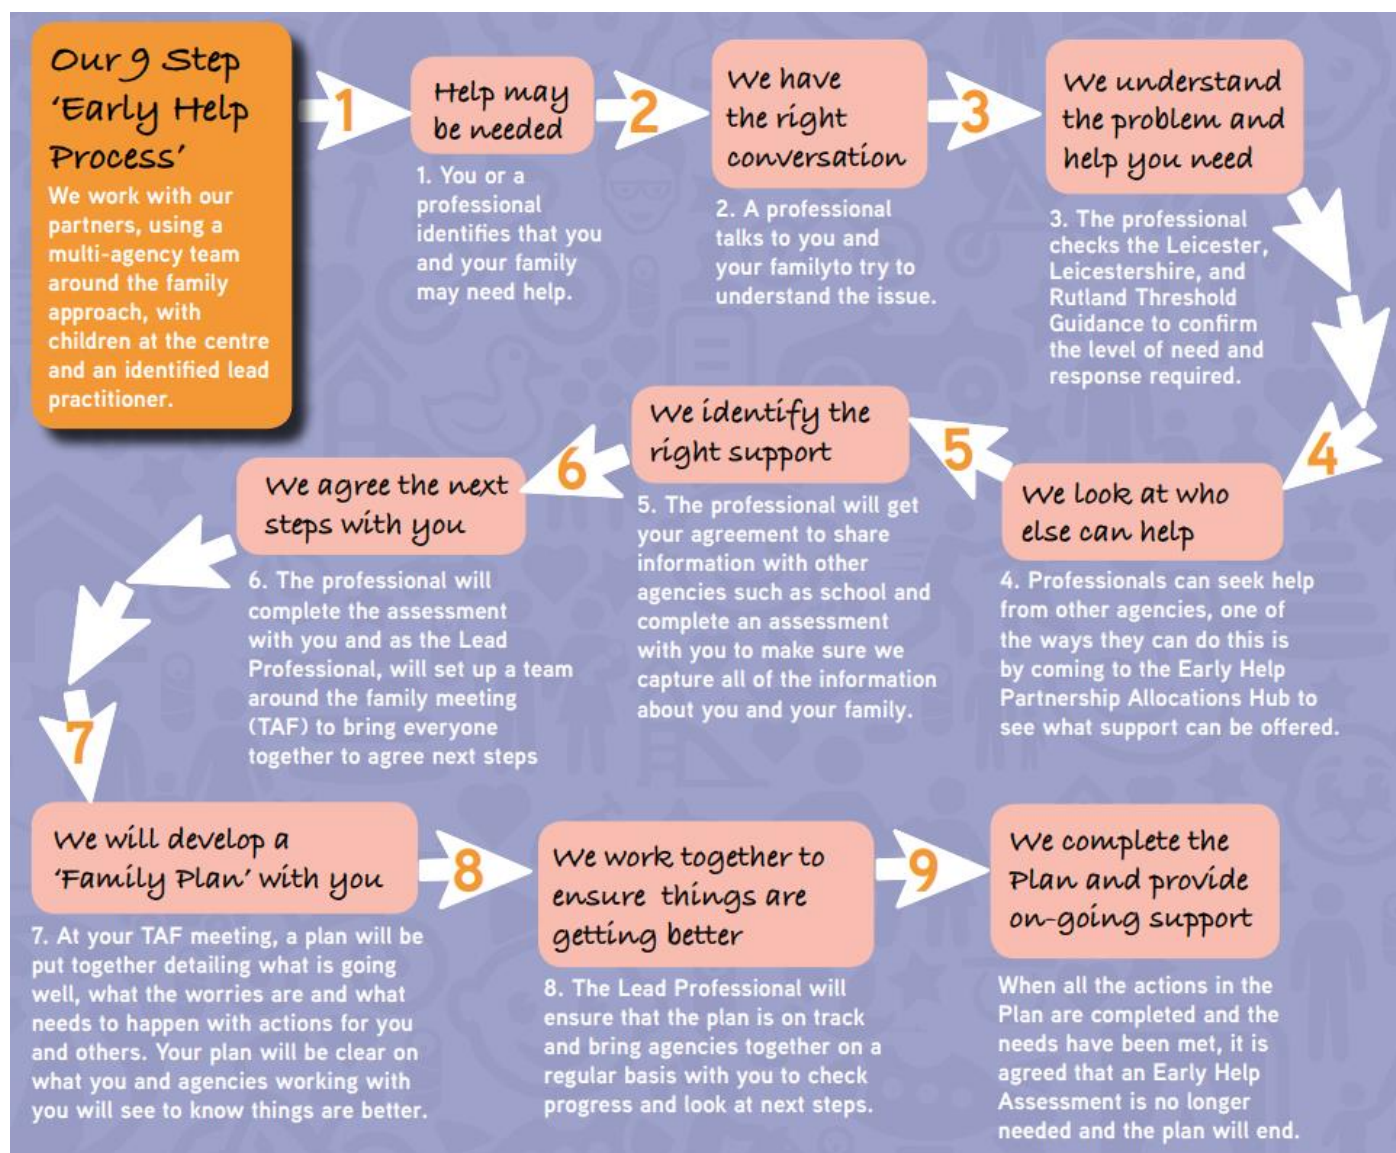 Our 9 Step
‘Early Help
Process’
We work with our
partners, using a
multi-agency team
around the family
approach, with
children at the centre
and an identified lead
practitioner.
1
Help may
be needed
1. You or a
professional
identifies that you
and your family
may need help.
2
We have
the right
conversation
2. A professional
talks to you and
your familyto try to
understand the issue.
3
We understand
the problem and
help you need
3. The professional
checks the Leicester,
Leicestershire, and
Rutland Threshold
Guidance to confirm
the level of need and
response required.
4
We look at who
else can help
4. Professionals can seek help
from other agencies, one of
the ways they can do this is
by coming to the Early Help
Partnership Allocations Hub to
see what support can be offered.
5
We identify the
right support
5. The professional will get
your agreement to share
information with other
agencies such as school and
complete an assessment
with you to make sure we
capture all of the information
about you and your family.
6
We agree the next
steps with you
6. The professional will
complete the assessment
with you and as the Lead
Professional, will set up a team
around the family meeting
(TAF) to bring everyone
together to agree next steps
7
We will develop a
‘Family Plan’ with you
7. At your TAF meeting, a plan will be
put together detailing what is going
well, what the worries are and what
needs to happen with actions for you
and others. Your plan will be clear on
what you and agencies working with
you will see to know things are better.
8
We work together to
ensure things are
getting better
8. The Lead Professional will
ensure that the plan is on track
and bring agencies together on a
regular basis with you to check
progress and look at next steps.
9
We complete the
Plan and provide
on-going support
When all the actions in the
Plan are completed and the
needs have been met, it is
agreed that an Early Help
Assessment is no longer
needed and the plan will end.